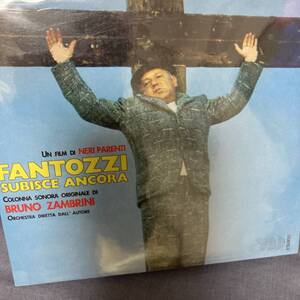 UN FILM DI NERI PARENTI
FANTOZZI
SUBISCE ANCORA
COLONNA SONORA ORIGINALE DI
BRUNO ZAMBRINI
ORCHESTRA DIRETTA DALL'AUTORE